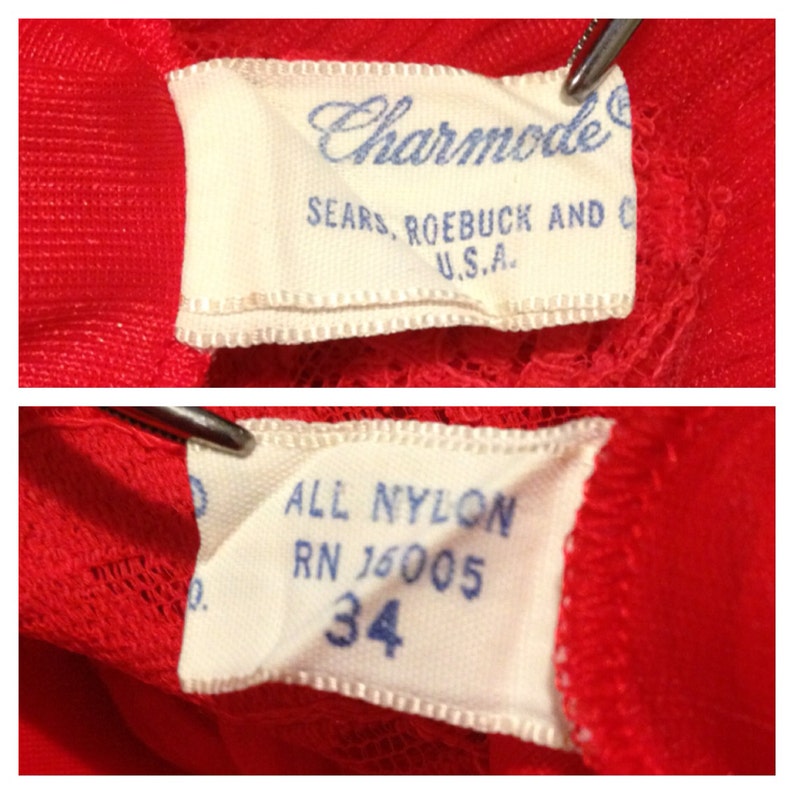 Charmode®
SEARS, ROEBUCK AND C
U.S.A.
ALL NYLON
RN 16005
34